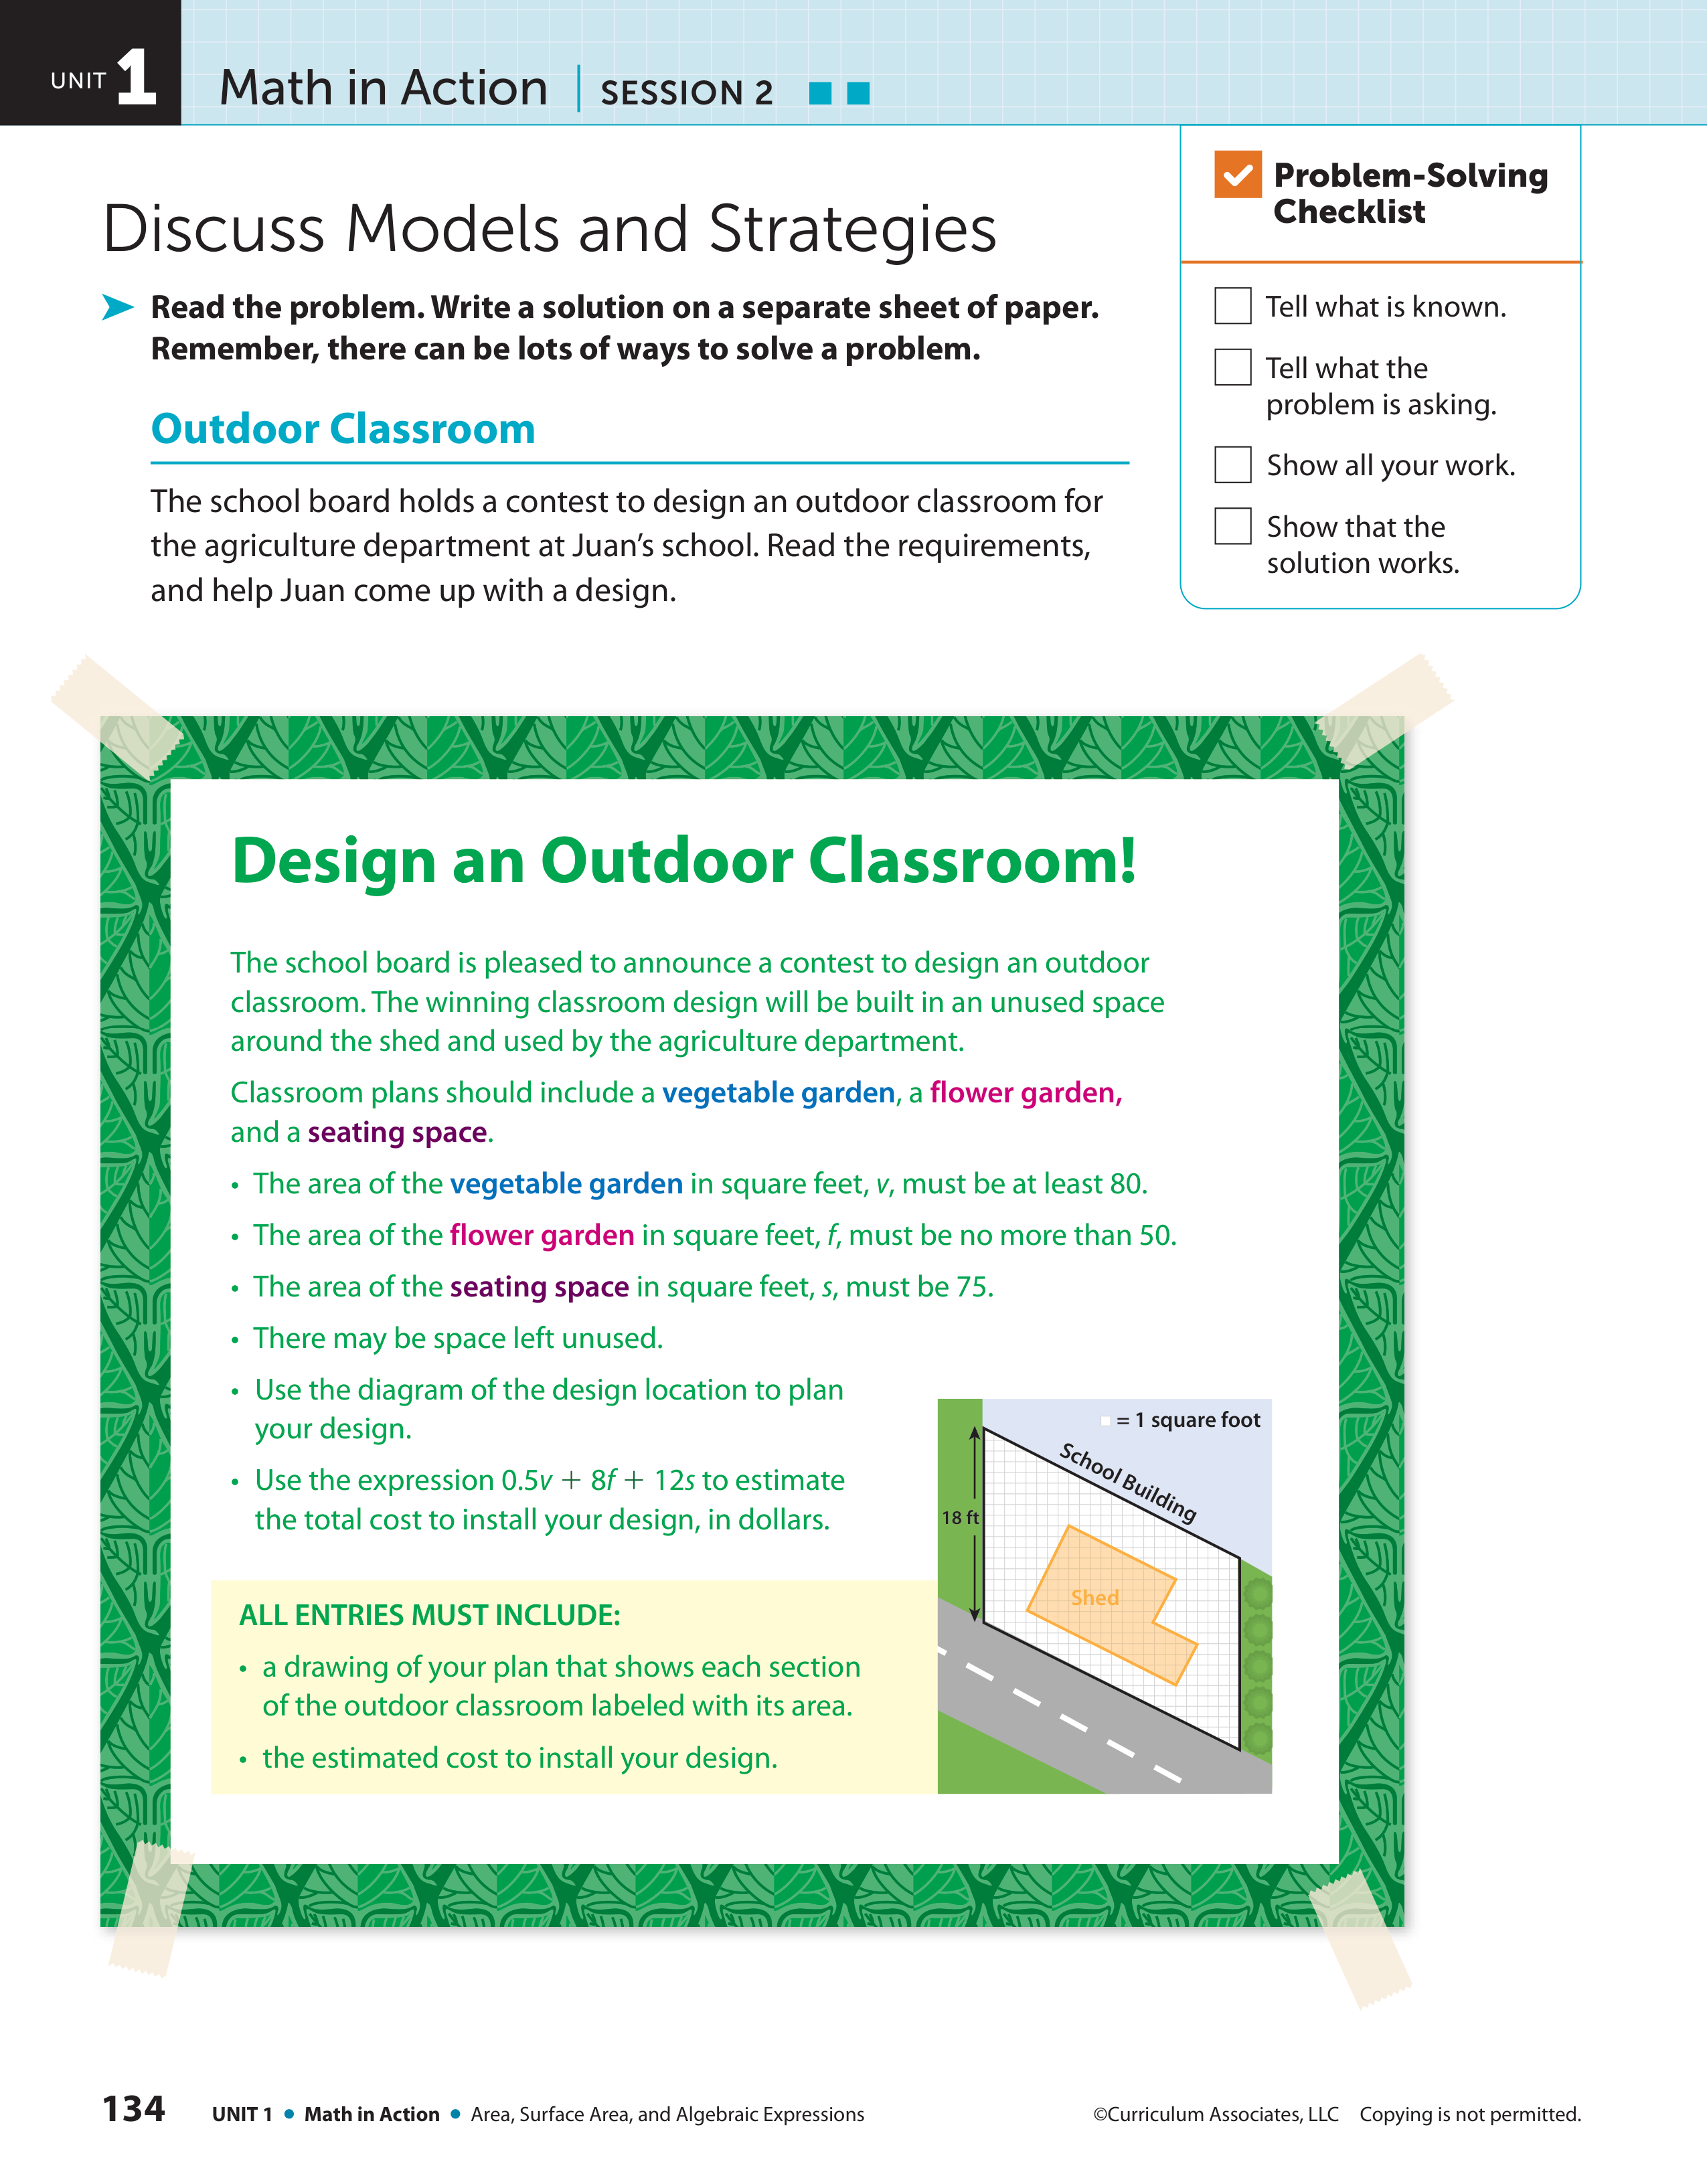 UNIT 1 Math in Action | SESSION 2
Problem-Solving
Checklist
Tell what is known.
Tell what the
problem is asking.
Show all your work.
Show that the
solution works.
Discuss Models and Strategies
Read the problem. Write a solution on a separate sheet of paper.
Remember, there can be lots of ways to solve a problem.
Outdoor Classroom
The school board holds a contest to design an outdoor classroom for
the agriculture department at Juan's school. Read the requirements,
and help Juan come up with a design.
Design an Outdoor Classroom!
The school board is pleased to announce a contest to design an outdoor
classroom. The winning classroom design will be built in an unused space
around the shed and used by the agriculture department.
Classroom plans should include a vegetable garden, a flower garden,
and a seating space.
• The area of the vegetable garden in square feet, v, must be at least 80.
• The area of the flower garden in square feet, f, must be no more than 50.
• The area of the seating space in square feet, s, must be 75.
• There may be space left unused.
• Use the diagram of the design location to plan
your design.
• Use the expression 0.5v + 8f + 12s to estimate
the total cost to install your design, in dollars.
ALL ENTRIES MUST INCLUDE:
• a drawing of your plan that shows each section
of the outdoor classroom labeled with its area.
• the estimated cost to install your design.
= 1 square foot
School Building
18 ft
Shed
134 UNIT 1 • Math in Action • Area, Surface Area, and Algebraic Expressions
©Curriculum Associates, LLC Copying is not permitted.